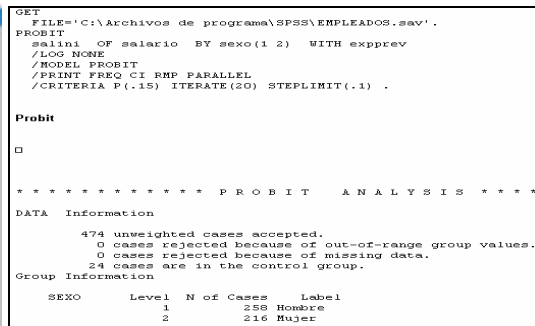 GET
FILE='C:\Archivos de programa\SPSS\EMPLEADOS.sav'.
PROBIT
salini OF salario BY sexo(1 2) WITH expprev
/LOG NONE
/MODEL PROBIT
/PRINT FREQ CI RMP PARALLEL
/CRITERIA P(.15) ITERATE(20) STEPLIMIT(.1) .
Probit
* * * * * * * * * * * * P R O B I T   A N A L Y S I S * * * *
DATA Information
474 unweighted cases accepted.
0 cases rejected because of out-of-range group values.
0 cases rejected because of missing data.
24 cases are in the control group.
Group Information
SEXO Level N of Cases Label
1 258 Hombre
2 216 Mujer